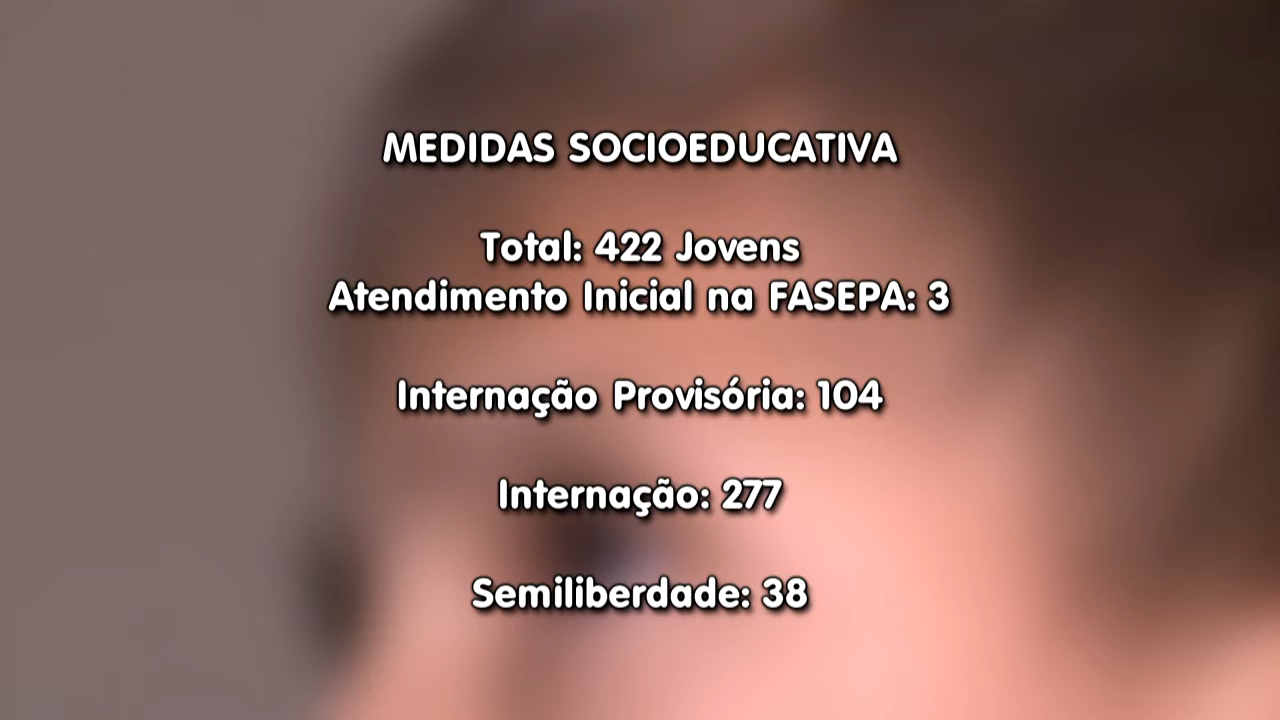 MEDIDAS SOCIOEDUCATIVA
Total: 422 Jovens
Atendimento Inicial na FASEPA: 3
Internação Provisória: 104
Internação: 277
Semiliberdade: 38